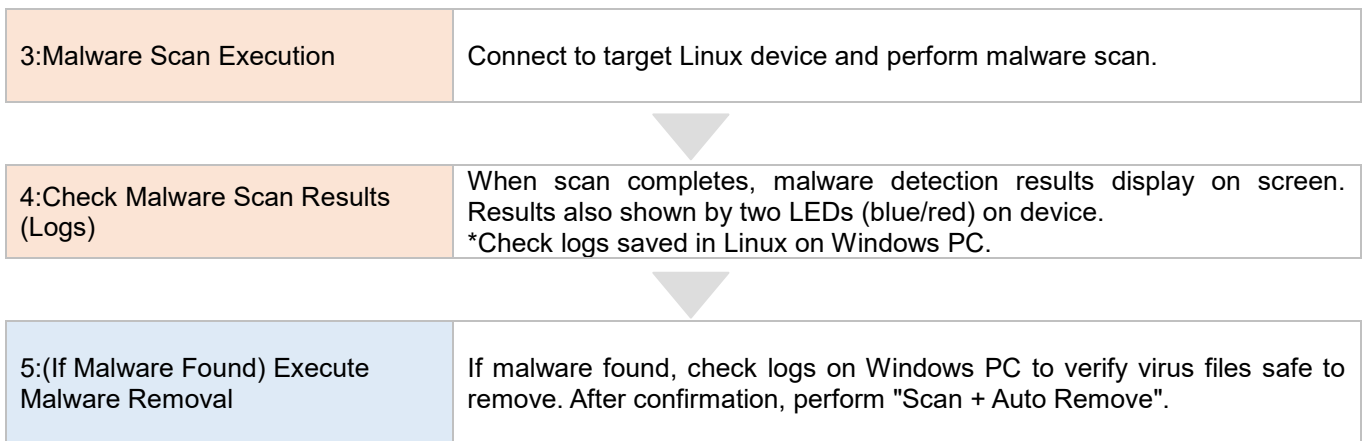 3:Malware Scan Execution
Connect to target Linux device and perform malware scan.
4:Check Malware Scan Results
(Logs)
When scan completes, malware detection results display on screen.
Results also shown by two LEDs (blue/red) on device.
*Check logs saved in Linux on Windows PC.
5:(If Malware Found) Execute
Malware Removal
If malware found, check logs on Windows PC to verify virus files safe to
remove. After confirmation, perform "Scan + Auto Remove".